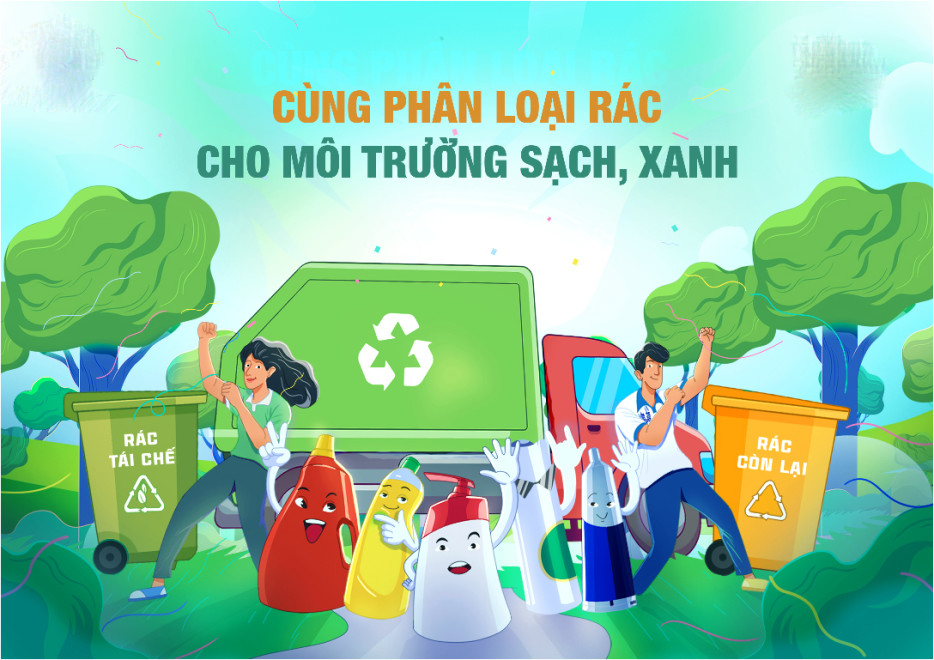 CÙNG PHÂN LOẠI RÁC
CHO MÔI TRƯỜNG SẠCH, XANH
RÁC
TÁI CHẾ
RÁC
CÒN LẠI